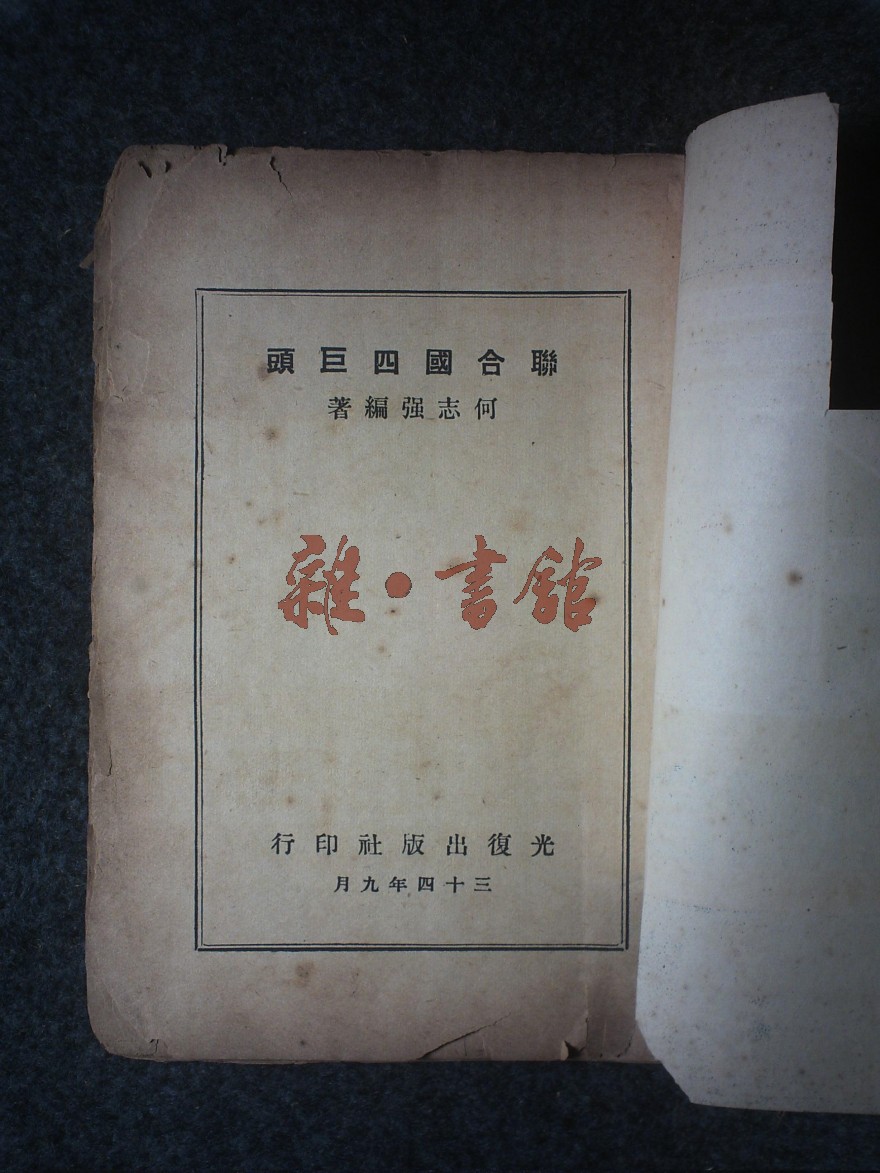 聯合國四巨頭
何志强編著
雜·書館
光復出版社印行
三十四年九月